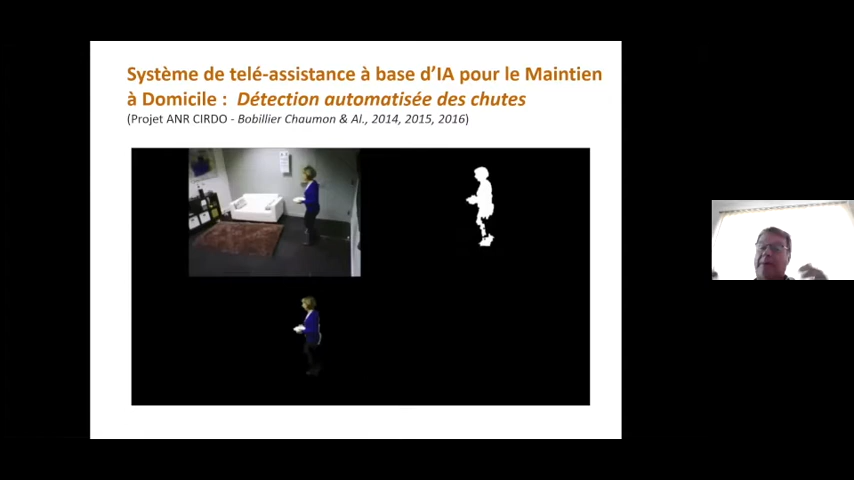 Système de telé-assistance à base d’IA pour le Maintien
à Domicile : Détection automatisée des chutes
(Projet ANR CIRDO - Bobillier Chaumon & Al., 2014, 2015, 2016)